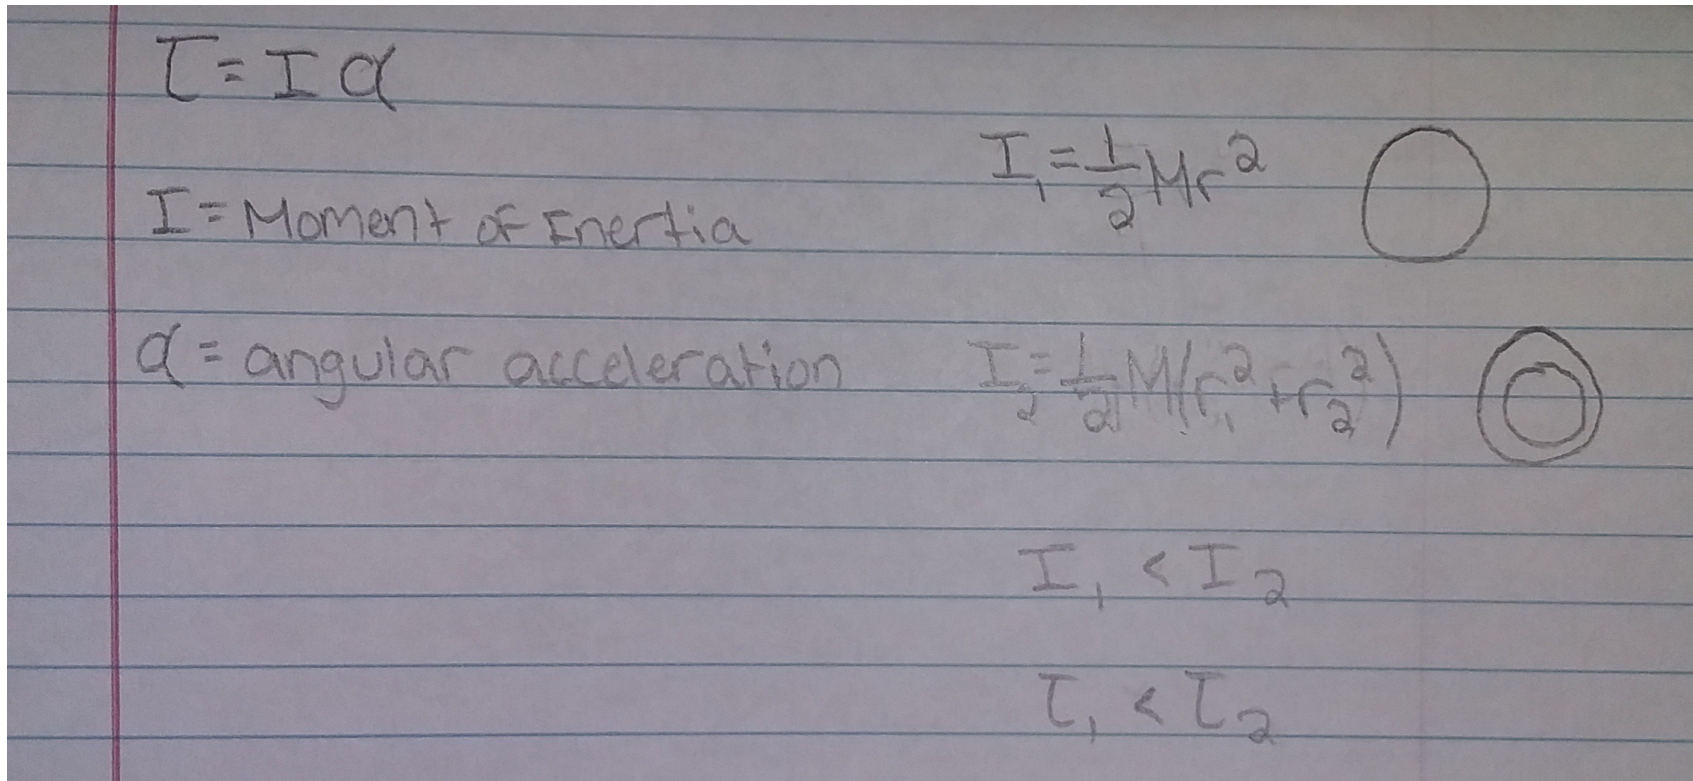 τ = I α
I₁ = ½ Mr²
I = Moment of Inertia
α = angular acceleration
I₂ = ½ M(r₁² + r₂²)
I₁ < I₂
τ₁ < τ₂